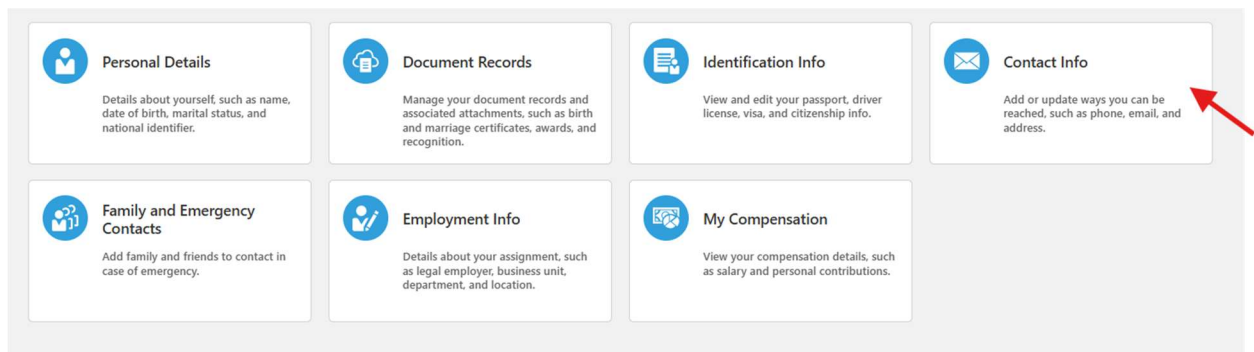 Personal Details
Details about yourself, such as name,
date of birth, marital status, and
national identifier.
Document Records
Manage your document records and
associated attachments, such as birth
and marriage certificates, awards, and
recognition.
Identification Info
View and edit your passport, driver
license, visa, and citizenship info.
Contact Info
Add or update ways you can be
reached, such as phone, email, and
address.
Family and Emergency
Contacts
Add family and friends to contact in
case of emergency.
Employment Info
Details about your assignment, such
as legal employer, business unit,
department, and location.
My Compensation
View your compensation details, such
as salary and personal contributions.